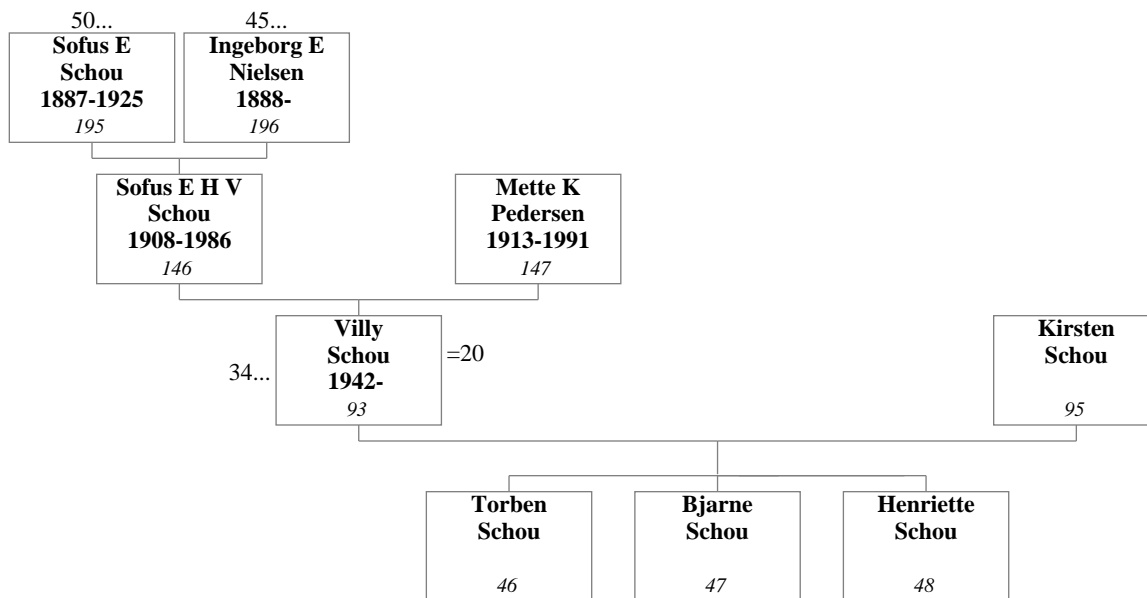 50...
45...
Sofus E
Schou
1887-1925
195
Ingeborg E
Nielsen
1888-
196
Sofus E H V
Schou
1908-1986
146
Mette K
Pedersen
1913-1991
147
34...
Villy
Schou
1942-
93
=20
Kirsten
Schou
95
Torben
Schou
46
Bjarne
Schou
47
Henriette
Schou
48